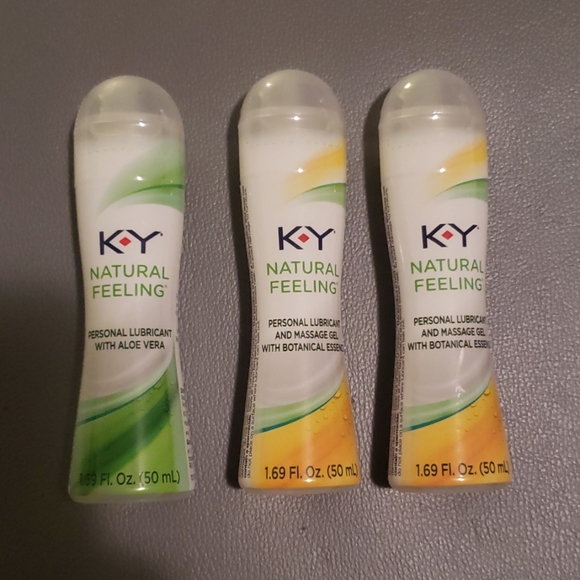 K-Y
NATURAL
FEELING
PERSONAL LUBRICANT
WITH ALOE VERA
Fl. Oz. (50 mL)
K-Y
NATURAL
FEELING
PERSONAL LUBRICANT
AND MASSAGE GEL
WITH BOTANICAL
1.69 Fl. Oz. (50 mL)
K-Y
NATURAL
FEELING
PERSONAL LUBRICANT
AND MASSAGE GEL
WITH BOTANICAL
1.69 Fl. Oz. (50 mL)